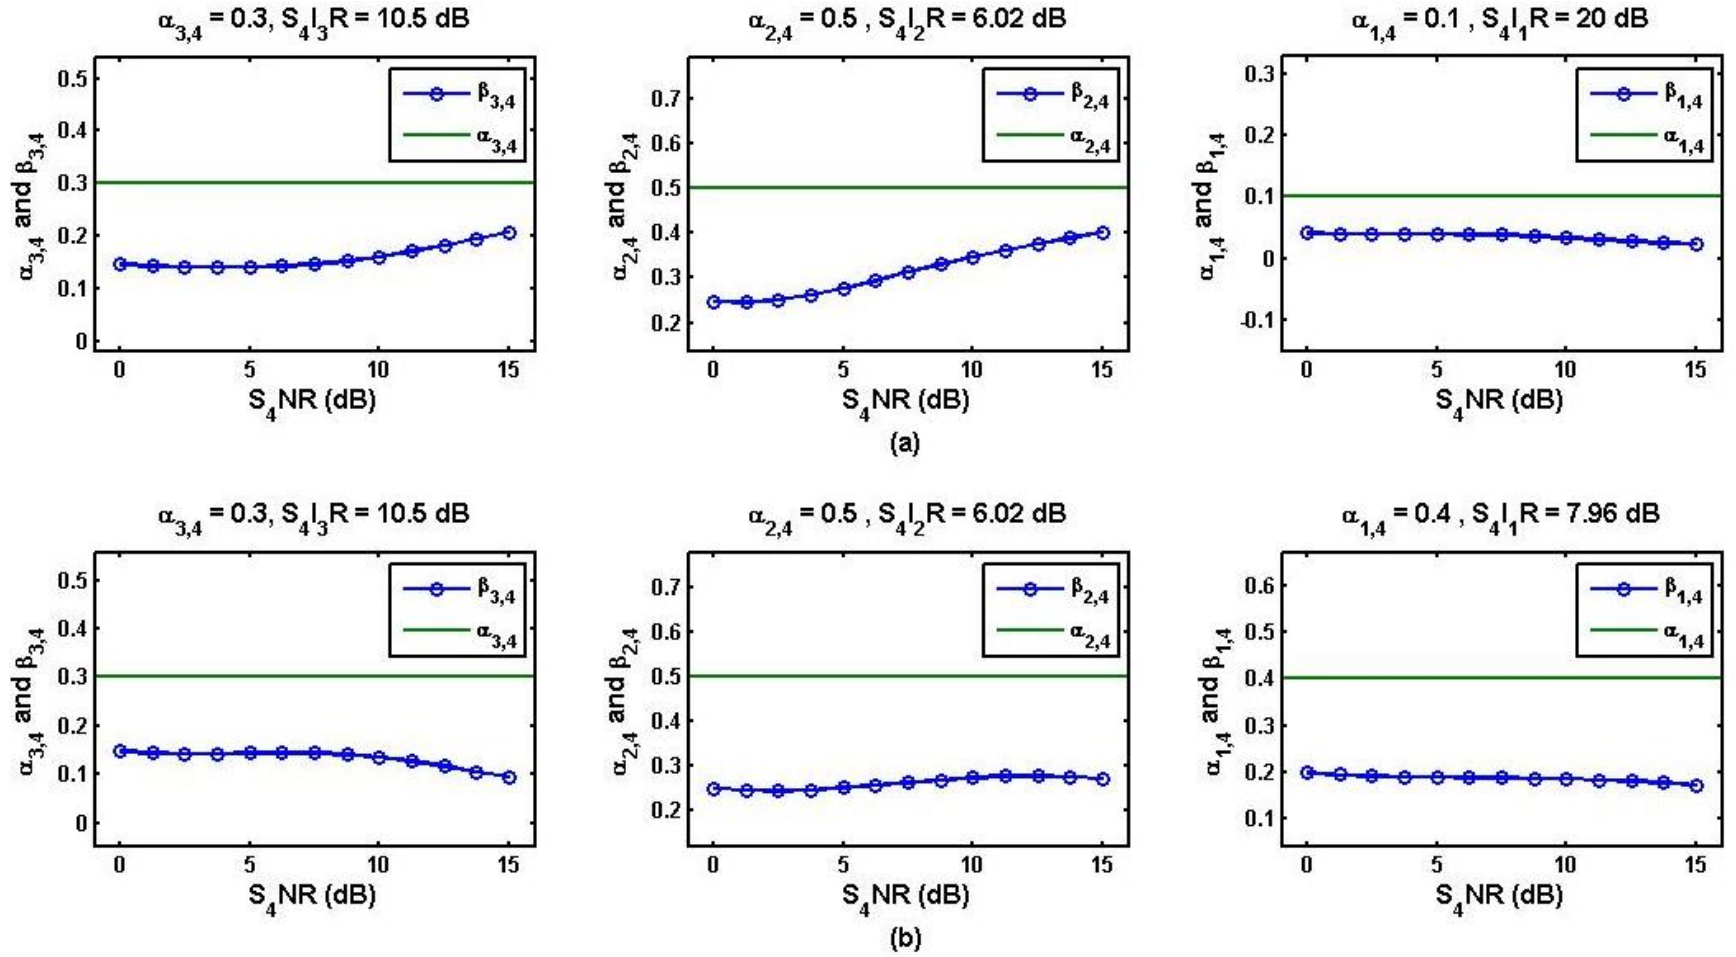 α3,4 = 0.3, S4I3R = 10.5 dB
α2,4 = 0.5 , S4I2R = 6.02 dB
α1,4 = 0.1 , S4I1R = 20 dB
α3,4 and β3,4
0.5
0.4
0.3
0.2
0.1
0
β3,4
α3,4
0 5 10 15
S4NR (dB)
α2,4 and β2,4
0.7
0.6
0.5
0.4
0.3
0.2
β2,4
α2,4
0 5 10 15
S4NR (dB)
α1,4 and β1,4
0.3
0.2
0.1
0
-0.1
β1,4
α1,4
0 5 10 15
S4NR (dB)
(a)
α3,4 = 0.3, S4I3R = 10.5 dB
α2,4 = 0.5 , S4I2R = 6.02 dB
α1,4 = 0.4 , S4I1R = 7.96 dB
α3,4 and β3,4
0.5
0.4
0.3
0.2
0.1
0
β3,4
α3,4
0 5 10 15
S4NR (dB)
α2,4 and β2,4
0.7
0.6
0.5
0.4
0.3
0.2
β2,4
α2,4
0 5 10 15
S4NR (dB)
α1,4 and β1,4
0.6
0.5
0.4
0.3
0.2
0.1
β1,4
α1,4
0 5 10 15
S4NR (dB)
(b)